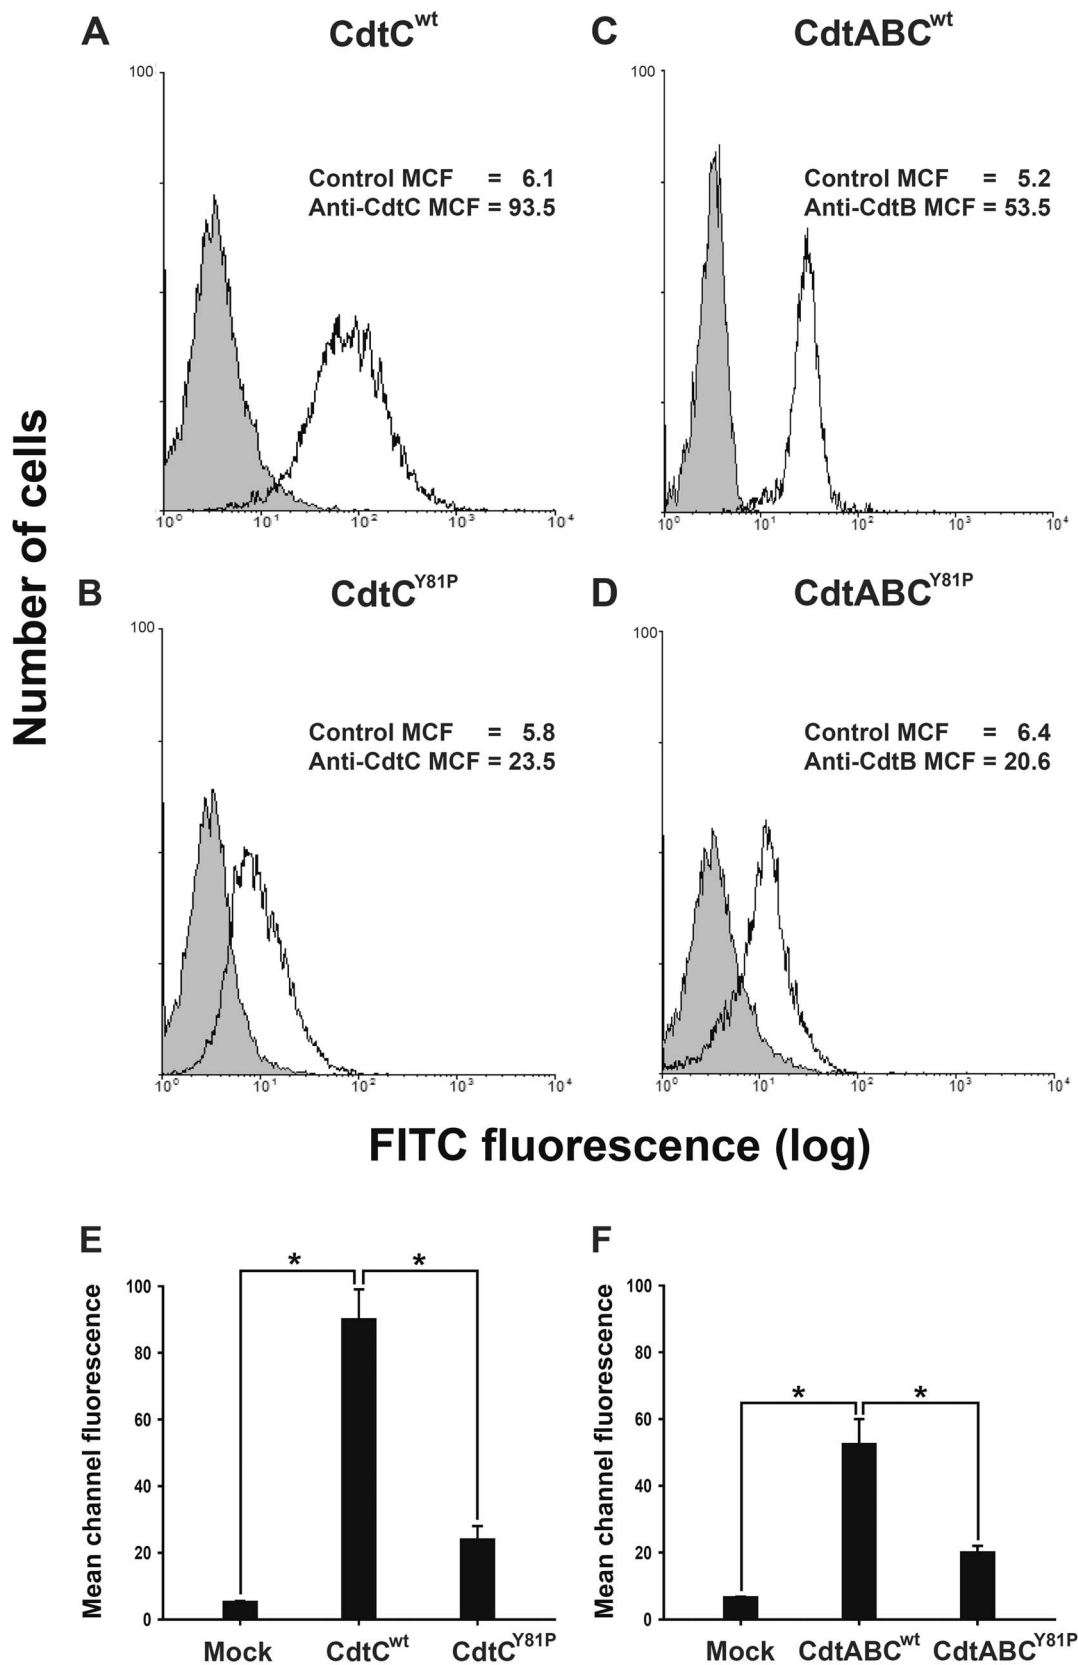 A
CdtC^wt
100
Control MCF = 6.1
Anti-CdtC MCF = 93.5
10^0 10^1 10^2 10^3 10^4
C
CdtABC^wt
100
Control MCF = 5.2
Anti-CdtB MCF = 53.5
10^0 10^1 10^2 10^3 10^4
Number of cells
B
CdtC^Y81P
100
Control MCF = 5.8
Anti-CdtC MCF = 23.5
10^0 10^1 10^2 10^3 10^4
D
CdtABC^Y81P
100
Control MCF = 6.4
Anti-CdtB MCF = 20.6
10^0 10^1 10^2 10^3 10^4
FITC fluorescence (log)
E
Mean channel fluorescence
100
80
60
40
20
0
* *
Mock CdtC^wt CdtC^Y81P
F
Mean channel fluorescence
100
80
60
40
20
0
* *
Mock CdtABC^wt CdtABC^Y81P